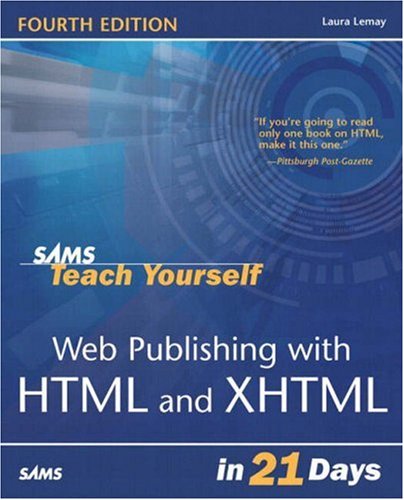 FOURTH EDITION
Laura Lemay
"If you're going to read
only one book on HTML,
make it this one."
—Pittsburgh Post-Gazette
SAMS
Teach Yourself
Web Publishing with
HTML and XHTML
SAMS
in 21 Days